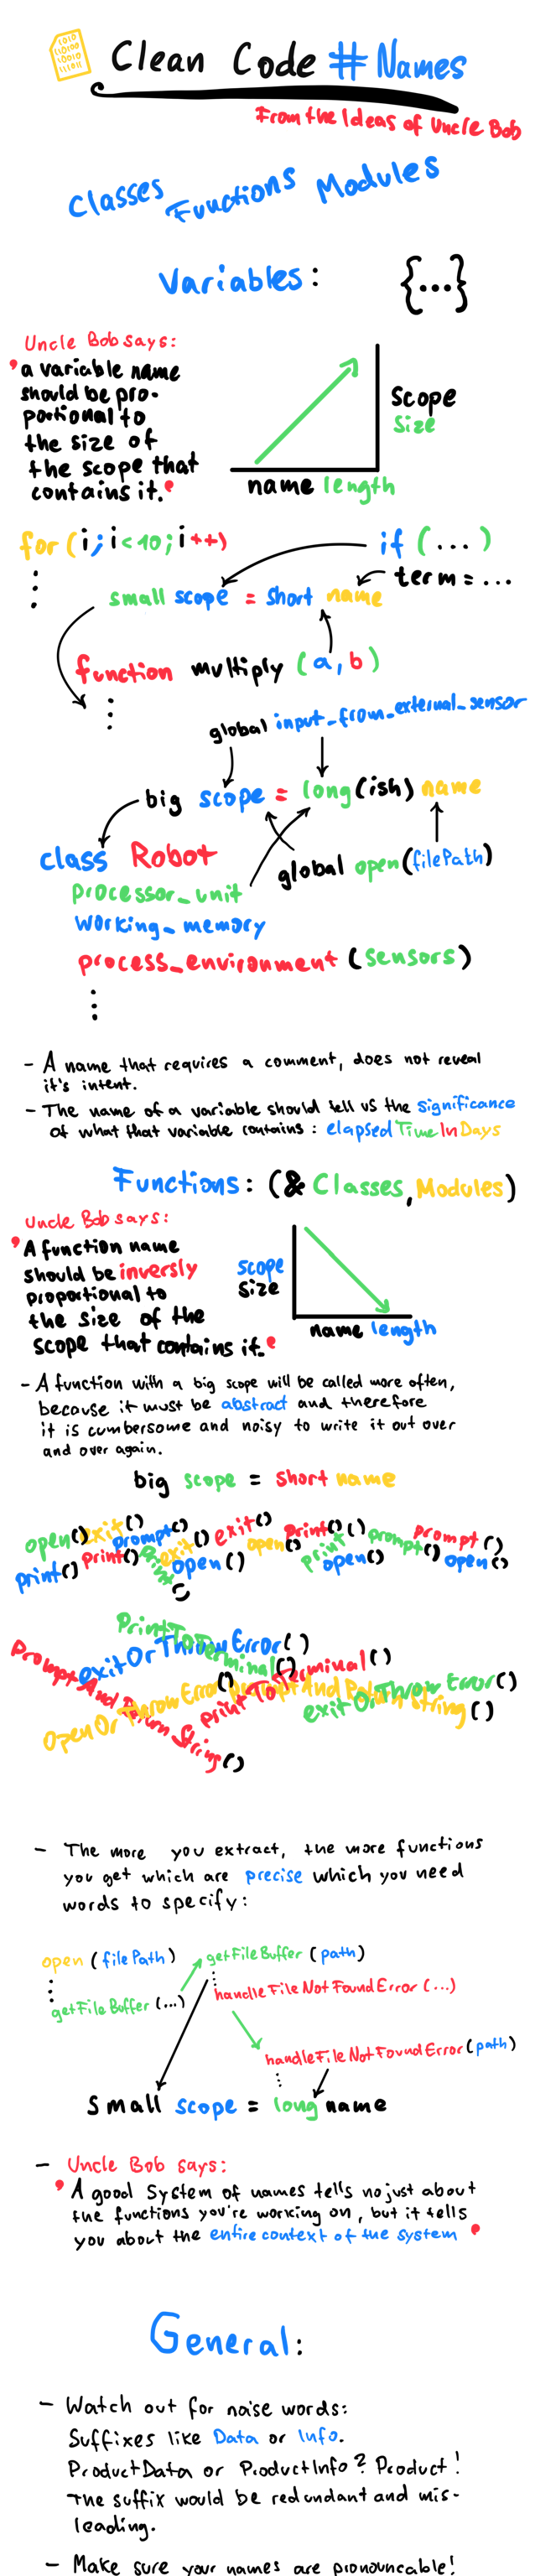 1010
110100
00010
11011
Clean Code # Names
From the Ideas of Uncle Bob
Classes Functions Modules
Variables: {...}
Uncle Bob says:
' a variable name
should be pro-
portional to
the size of
the scope that
contains it. '
scope
size
name length
for (i; i<10; i++)
if (...)
term = ...
small scope = short name
function multiply (a, b)
global input_from_external_sensor
big scope = long(ish) name
class Robot
global open(filePath)
processor_unit
working_memory
process_environment (sensors)
- A name that requires a comment, does not reveal
it's intent.
- The name of a variable should tell us the significance
of what that variable contains: elapsedTimeInDays
Functions: (& Classes, Modules)
Uncle Bob says:
' A function name
should be inversly
proportional to
the size of the
scope that contains it. '
scope
size
name length
- A function with a big scope will be called more often,
because it must be abstract and therefore
it is cumbersome and noisy to write it out over
and over again.
big scope = short name
open() exit() prompt() exit() print() () prompt() prompt()
print() print() print() exit() open() open() print open() open()
PrintToTerminal()
exitOrThrowError()
PromptAndReturnString()
OpenOrThrowError()
PrintToTerminal()
PromptAndReturnString()
exitOrThrowError()
- The more you extract, the more functions
you get which are precise which you need
words to specify:
open (filePath)
getFileBuffer (...)
getFileBuffer (path)
handleFileNotFoundError (...)
handleFileNotFoundError (path)
small scope = long name
- Uncle Bob says:
' A good System of names tells no just about
the functions you're working on, but it tells
you about the entire context of the system '
General:
- Watch out for noise words:
Suffixes like Data or Info.
ProductData or ProductInfo? Product!
The suffix would be redundant and mis-
leading.
- Make sure your names are pronouncable!